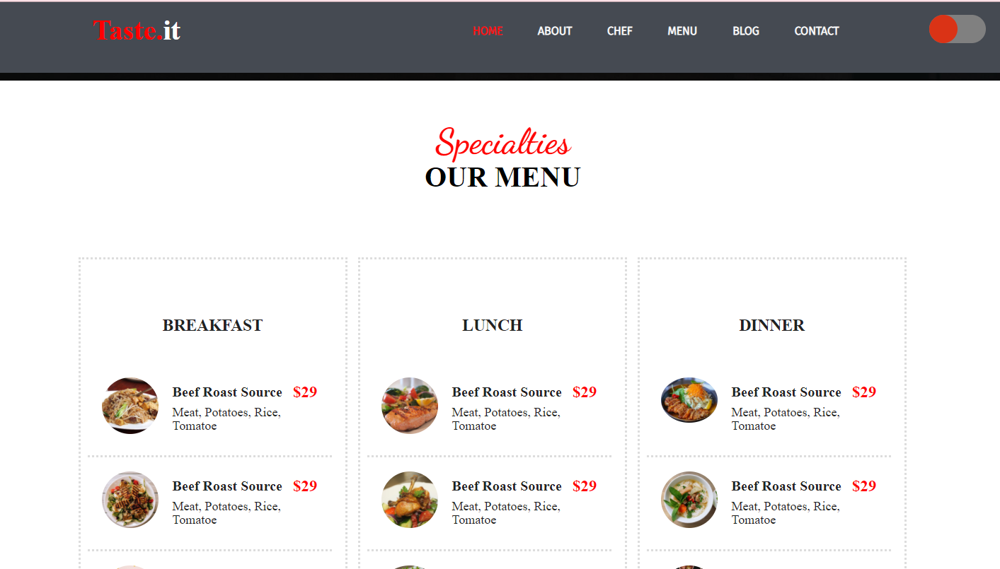 Taste.it
HOME ABOUT CHEF MENU BLOG CONTACT
Specialties
OUR MENU
BREAKFAST
Beef Roast Source $29
Meat, Potatoes, Rice,
Tomatoe
Beef Roast Source $29
Meat, Potatoes, Rice,
Tomatoe
LUNCH
Beef Roast Source $29
Meat, Potatoes, Rice,
Tomatoe
Beef Roast Source $29
Meat, Potatoes, Rice,
Tomatoe
DINNER
Beef Roast Source $29
Meat, Potatoes, Rice,
Tomatoe
Beef Roast Source $29
Meat, Potatoes, Rice,
Tomatoe